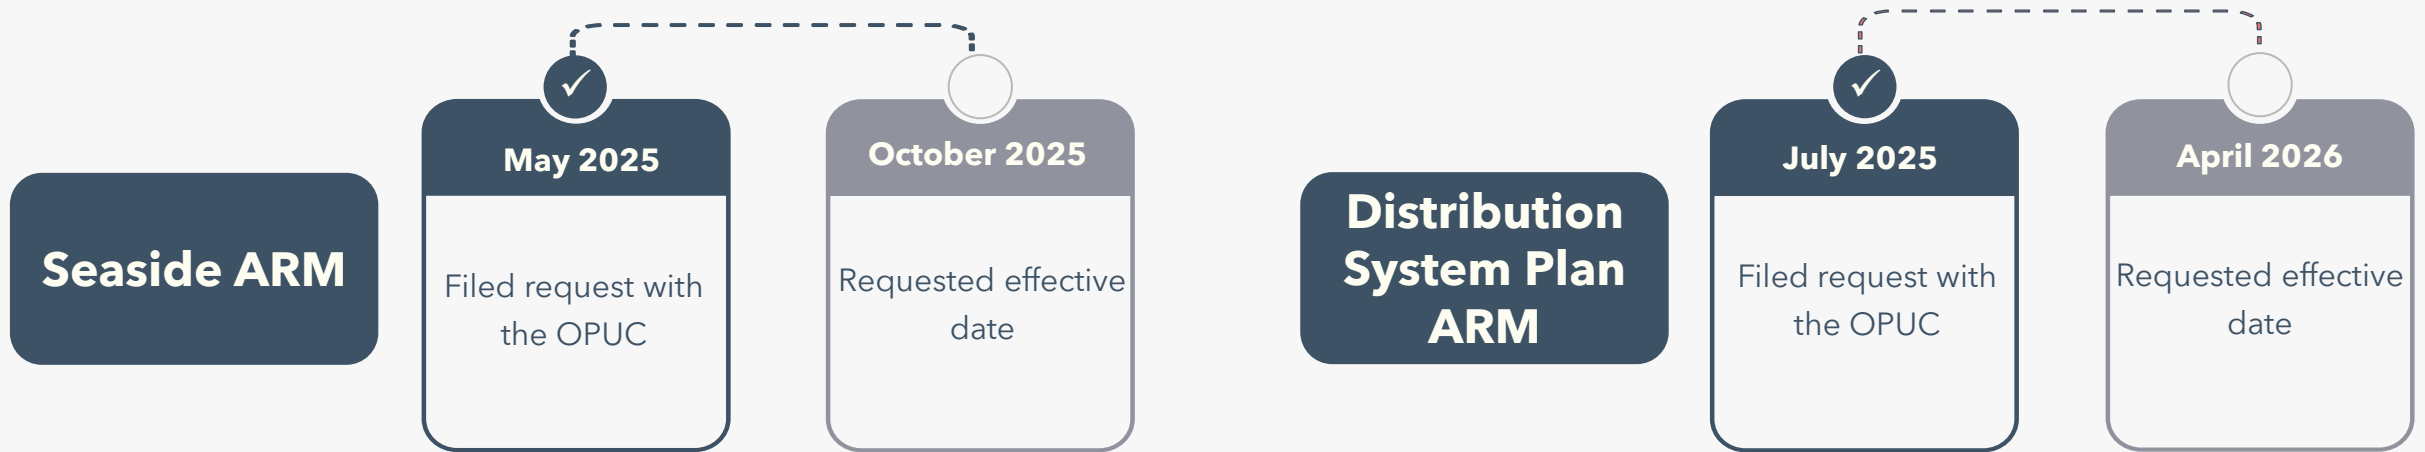 Seaside ARM
May 2025
Filed request with
the OPUC
October 2025
Requested effective
date
Distribution
System Plan
ARM
July 2025
Filed request with
the OPUC
April 2026
Requested effective
date